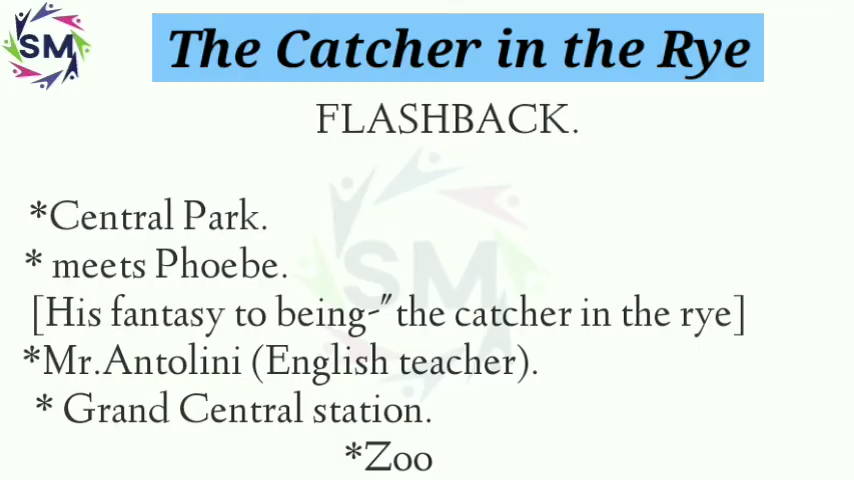 SM
The Catcher in the Rye
FLASHBACK.
*Central Park.
* meets Phoebe.
[His fantasy to being-"the catcher in the rye]
*Mr.Antolini (English teacher).
* Grand Central station.
*Zoo
SM